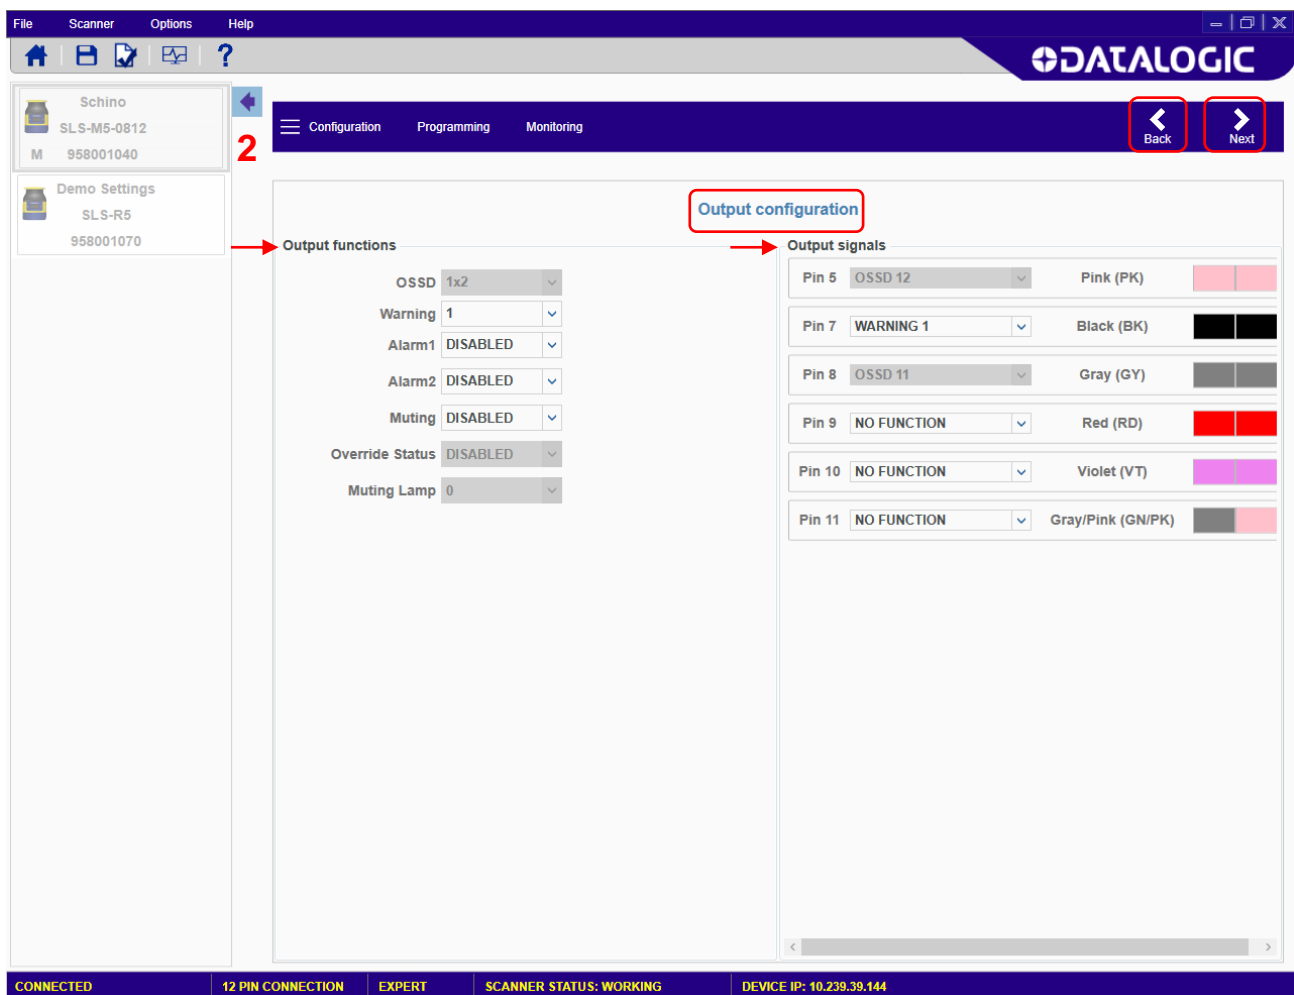 File Scanner Options Help
DATALOGIC
Schino
SLS-M5-0812
M 958001040
Demo Settings
SLS-R5
958001070
2
Configuration Programming Monitoring
Back Next
Output configuration
Output functions
OSSD 1x2
Warning 1
Alarm1 DISABLED
Alarm2 DISABLED
Muting DISABLED
Override Status DISABLED
Muting Lamp 0
Output signals
Pin 5 OSSD 12 Pink (PK)
Pin 7 WARNING 1 Black (BK)
Pin 8 OSSD 11 Gray (GY)
Pin 9 NO FUNCTION Red (RD)
Pin 10 NO FUNCTION Violet (VT)
Pin 11 NO FUNCTION Gray/Pink (GN/PK)
CONNECTED 12 PIN CONNECTION EXPERT SCANNER STATUS: WORKING DEVICE IP: 10.239.39.144